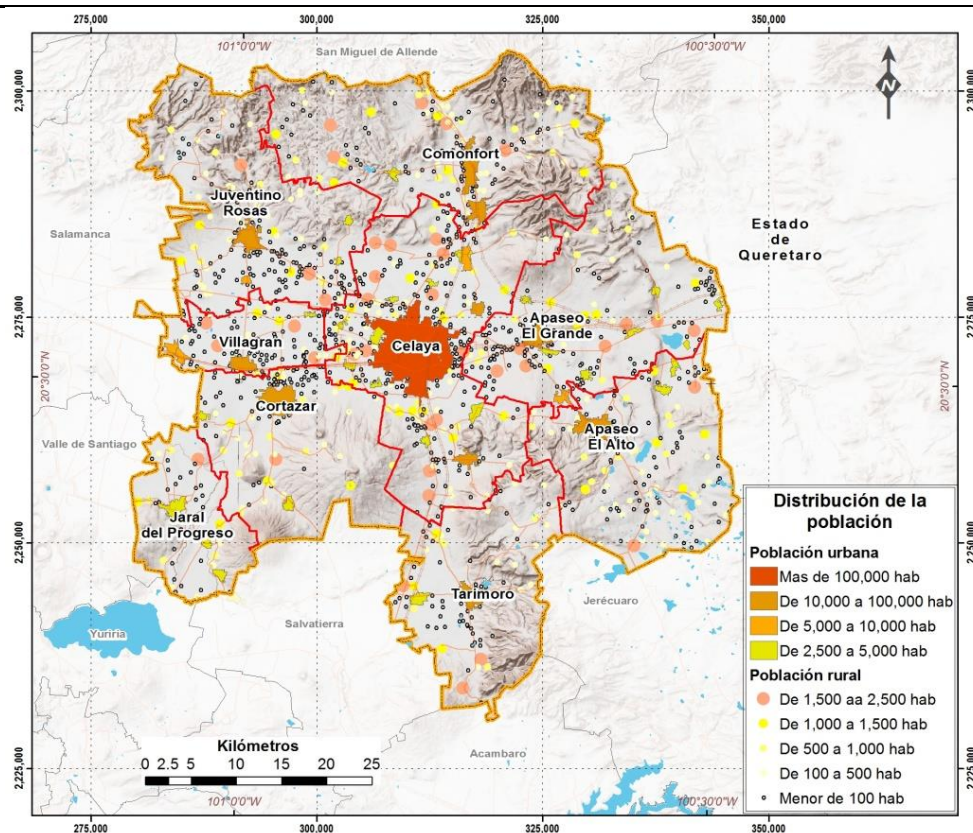 275,000 300,000 325,000 350,000
101°0'0"W 100°30'0"W
San Miguel de Allende
2,300,000 2,300,000
N
Comonfort
Juventino
Rosas
Salamanca
Estado
de
Queretaro
2,275,000 2,275,000
Apaseo
El Grande
Villagran
Celaya
20°30'0"N 20°30'0"N
Cortazar
Apaseo
El Alto
Valle de Santiago
Jaral
del Progreso
2,250,000 2,250,000
Tarimoro
Jerécuaro
Salvatierra
Yuriria
Acambaro
2,225,000 2,225,000
Kilómetros
0 2.5 5 10 15 20 25
101°0'0"W 100°30'0"W
275,000 300,000 325,000 350,000
Distribución de la
población
Población urbana
Mas de 100,000 hab
De 10,000 a 100,000 hab
De 5,000 a 10,000 hab
De 2,500 a 5,000 hab
Población rural
De 1,500 aa 2,500 hab
De 1,000 a 1,500 hab
De 500 a 1,000 hab
De 100 a 500 hab
Menor de 100 hab